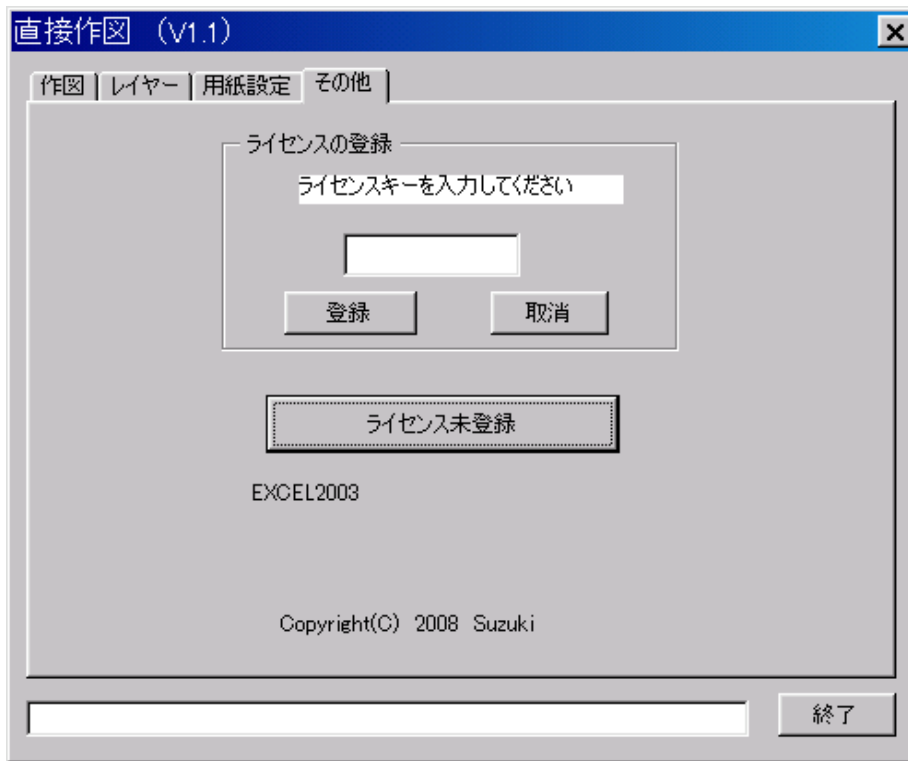 直接作図 （V1.1）
作図 レイヤー 用紙設定 その他
ライセンスの登録
ライセンスキーを入力してください
登録 取消
ライセンス未登録
EXCEL2003
Copyright(C) 2008 Suzuki
終了